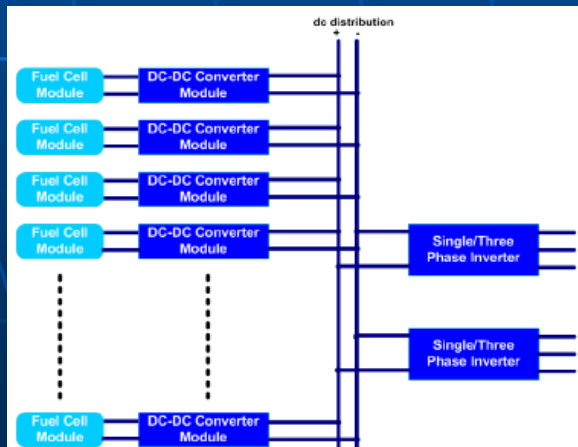 dc distribution
+ -
Fuel Cell
Module
DC-DC Converter
Module
Fuel Cell
Module
DC-DC Converter
Module
Fuel Cell
Module
DC-DC Converter
Module
Fuel Cell
Module
DC-DC Converter
Module
Single/Three
Phase Inverter
Single/Three
Phase Inverter
Fuel Cell
Module
DC-DC Converter
Module